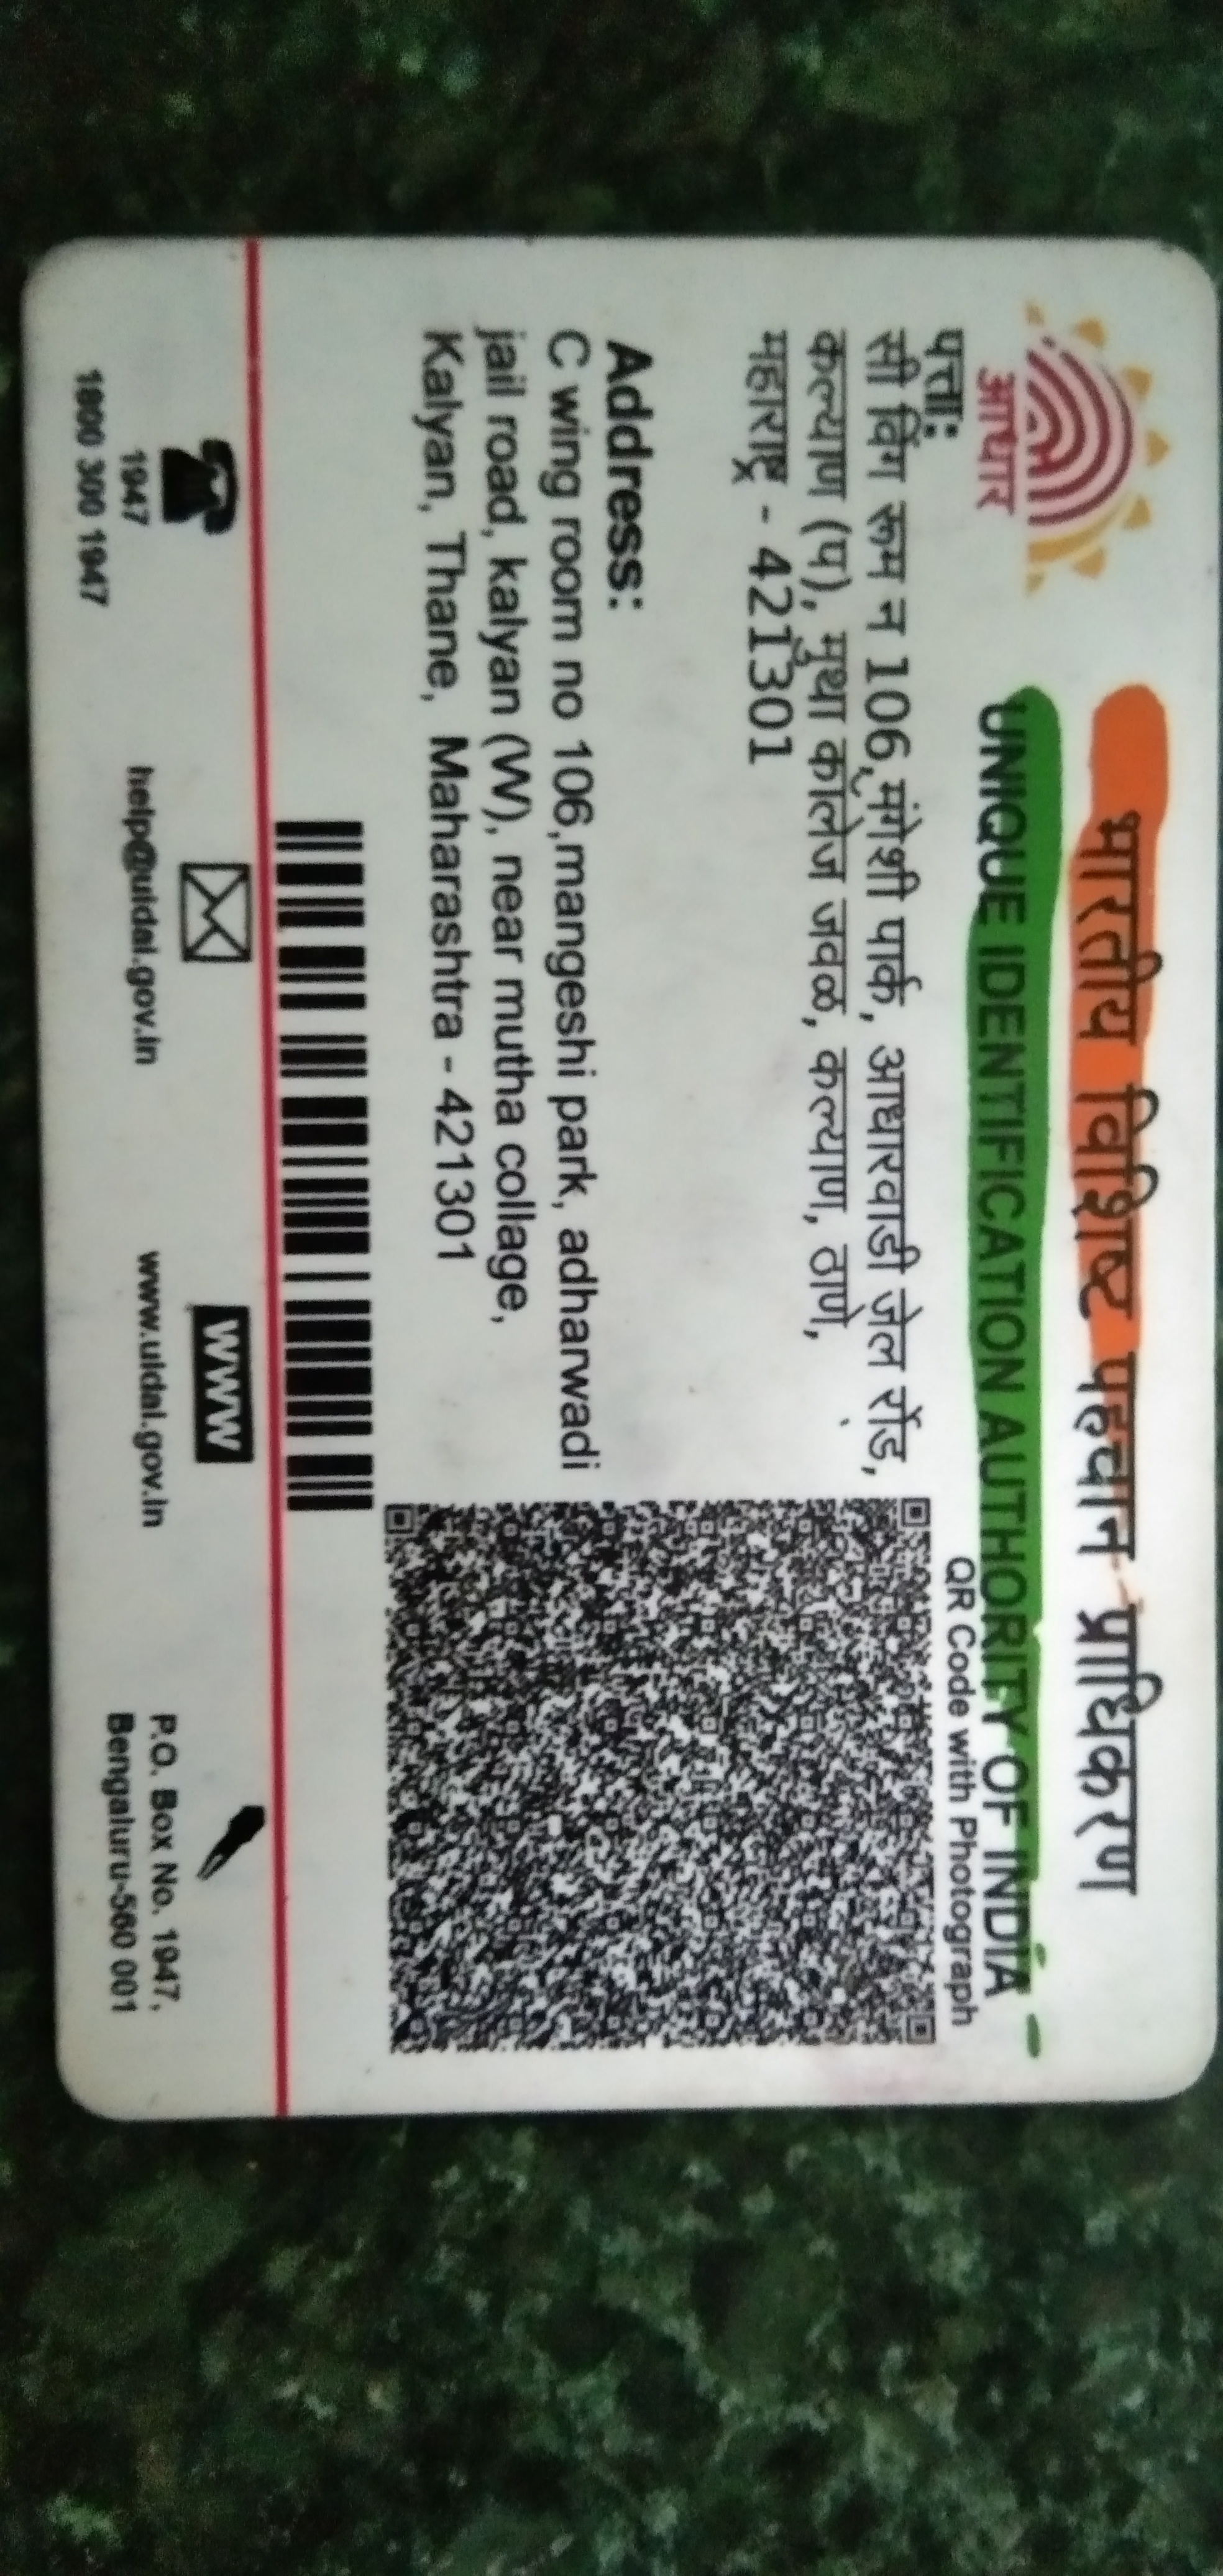 भारतीय विशिष्ट पहचान प्राधिकरण
UNIQUE IDENTIFICATION AUTHORITY OF INDIA
आधार
QR Code with Photograph
पत्ता:
सी विंग रूम न 106,मंगेशी पार्क, आधारवाडी जेल रोंड,
कल्याण (प), मुथा कॉलेज जवळ, कल्याण, ठाणे,
महाराष्ट्र - 421301
Address:
C wing room no 106,mangeshi park, adharwadi
jail road, kalyan (W), near mutha collage,
Kalyan, Thane, Maharashtra - 421301
WWW
1947
1800 300 1947
help@uidai.gov.in
www.uidai.gov.in
P.O. Box No. 1947,
Bengaluru-560 001